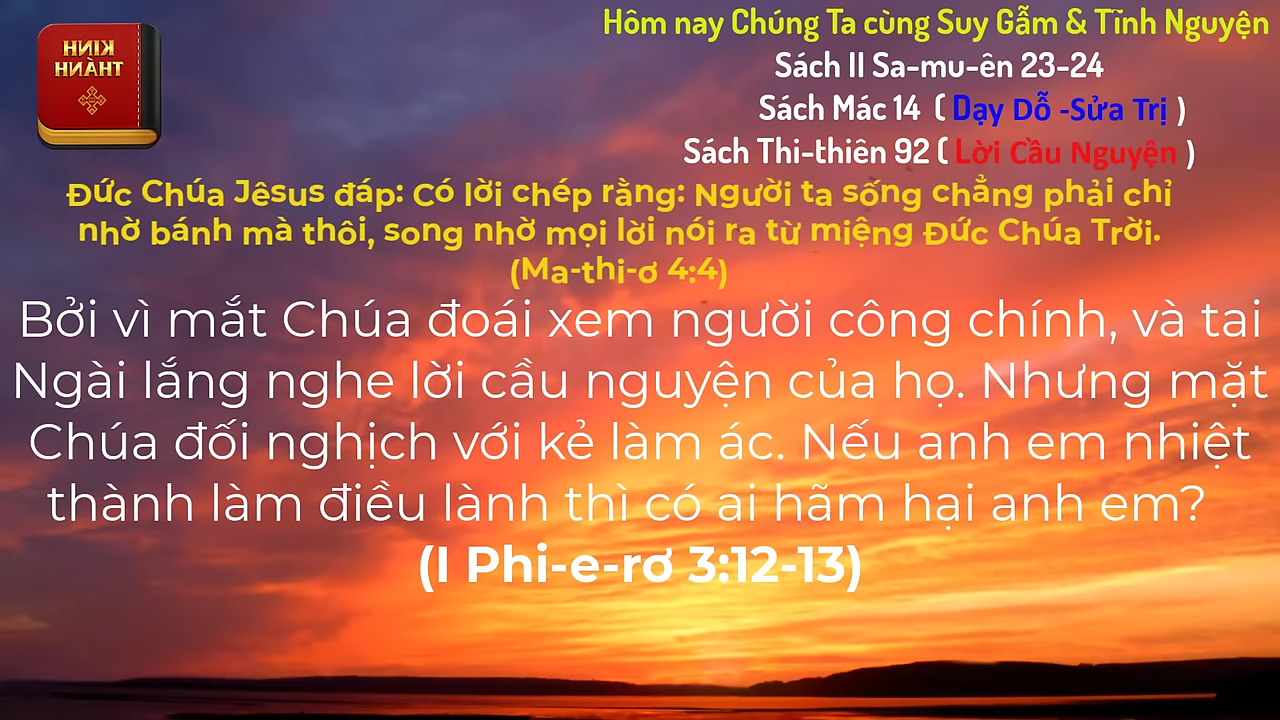 KINH
THÀNH
Hôm nay Chúng Ta cùng Suy Gẫm & Tĩnh Nguyện
Sách II Sa-mu-ên 23-24
Sách Mác 14 ( Dạy Dỗ -Sửa Trị )
Sách Thi-thiên 92 ( Lời Cầu Nguyện )
Đức Chúa Jêsus đáp: Có lời chép rằng: Người ta sống chẳng phải chỉ
nhờ bánh mà thôi, song nhờ mọi lời nói ra từ miệng Đức Chúa Trời.
(Ma-thi-ơ 4:4)
Bởi vì mắt Chúa đoái xem người công chính, và tai
Ngài lắng nghe lời cầu nguyện của họ. Nhưng mặt
Chúa đối nghịch với kẻ làm ác. Nếu anh em nhiệt
thành làm điều lành thì có ai hãm hại anh em?
(I Phi-e-rơ 3:12-13)